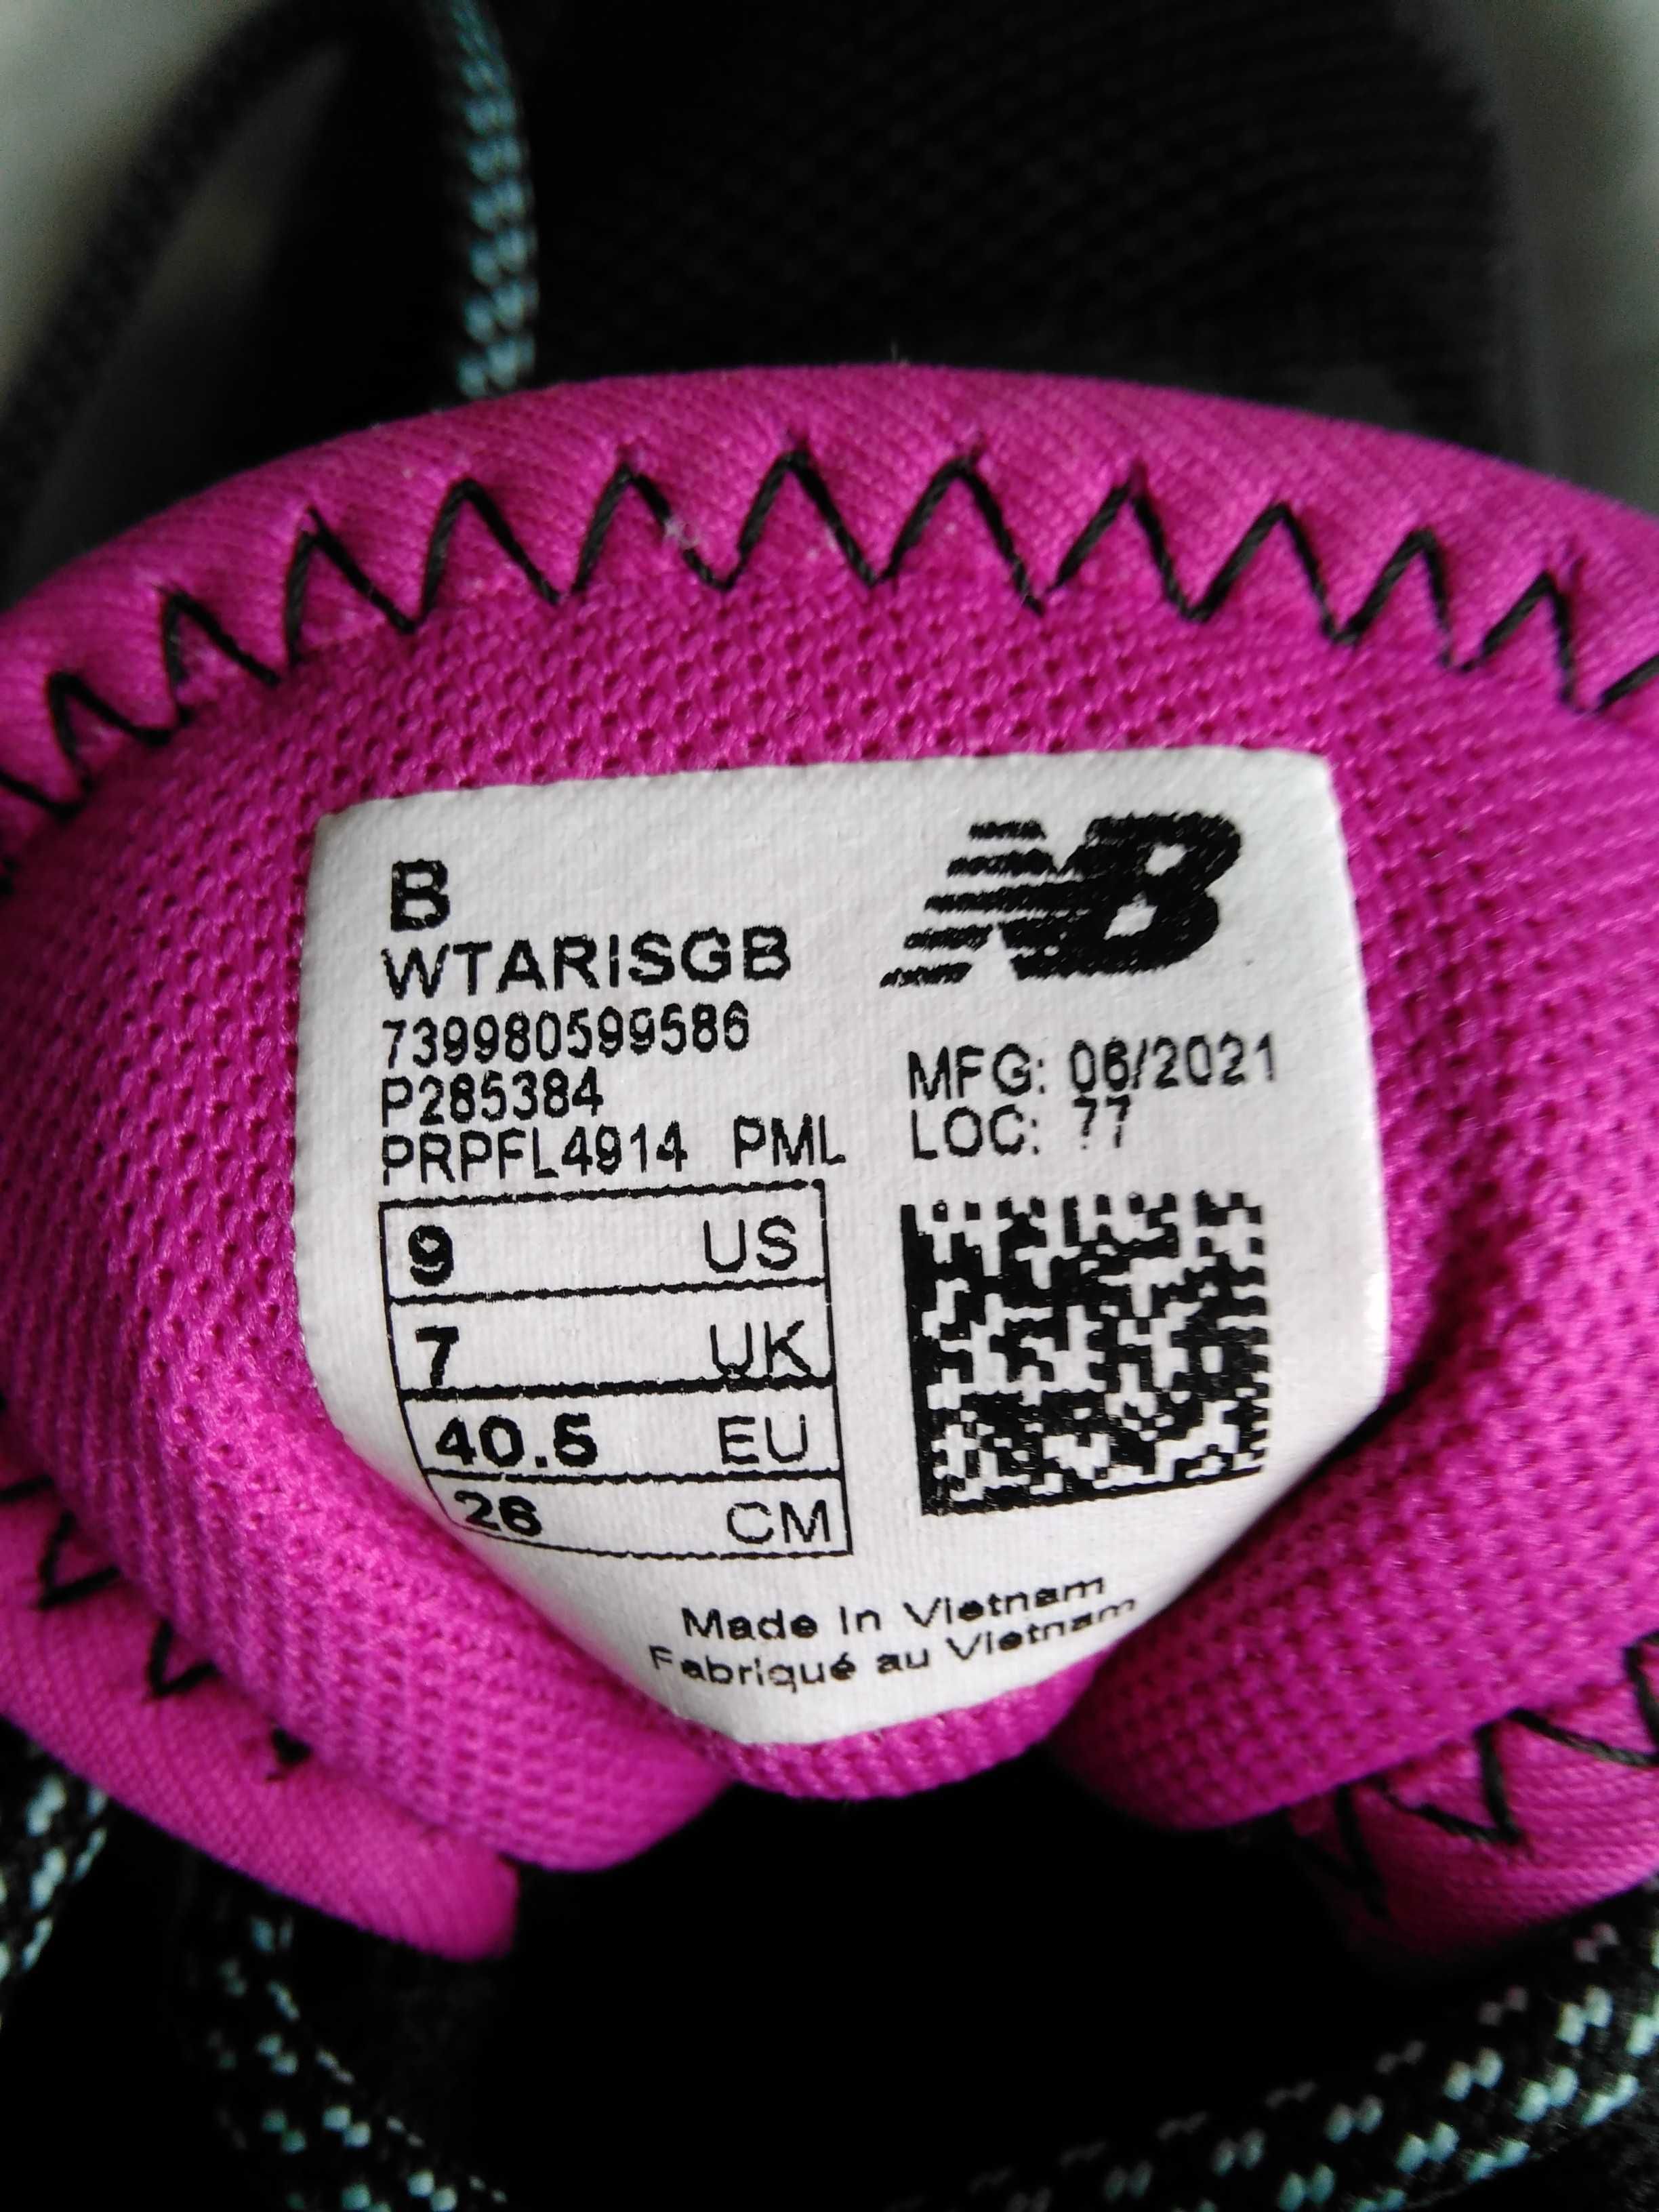 B
WTARISGB
739980599586
P285384
PRPFL4914 PML
9 US
7 UK
40.5 EU
26 CM
NB
MFG: 06/2021
LOC: 77
Made In Vietnam
Fabriqué au Vietnam